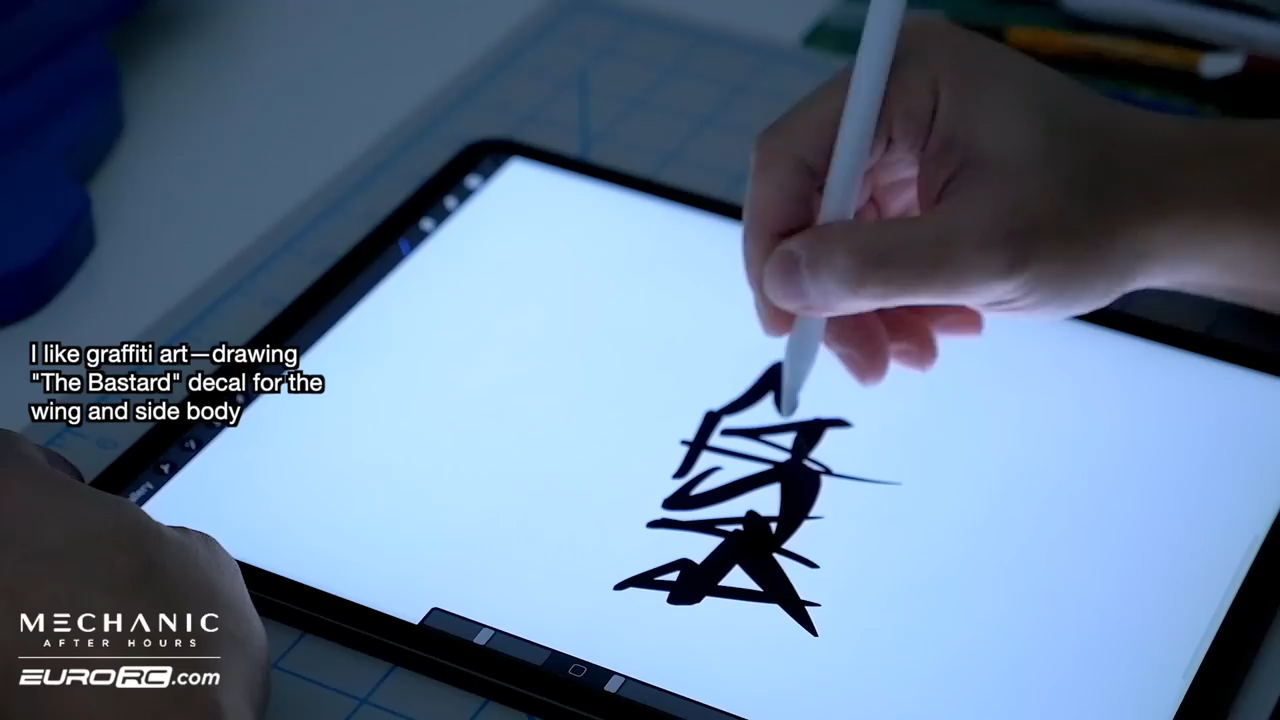 I like graffiti art—drawing
"The Bastard" decal for the
wing and side body
MECHANIC
AFTER HOURS
EURORC.com